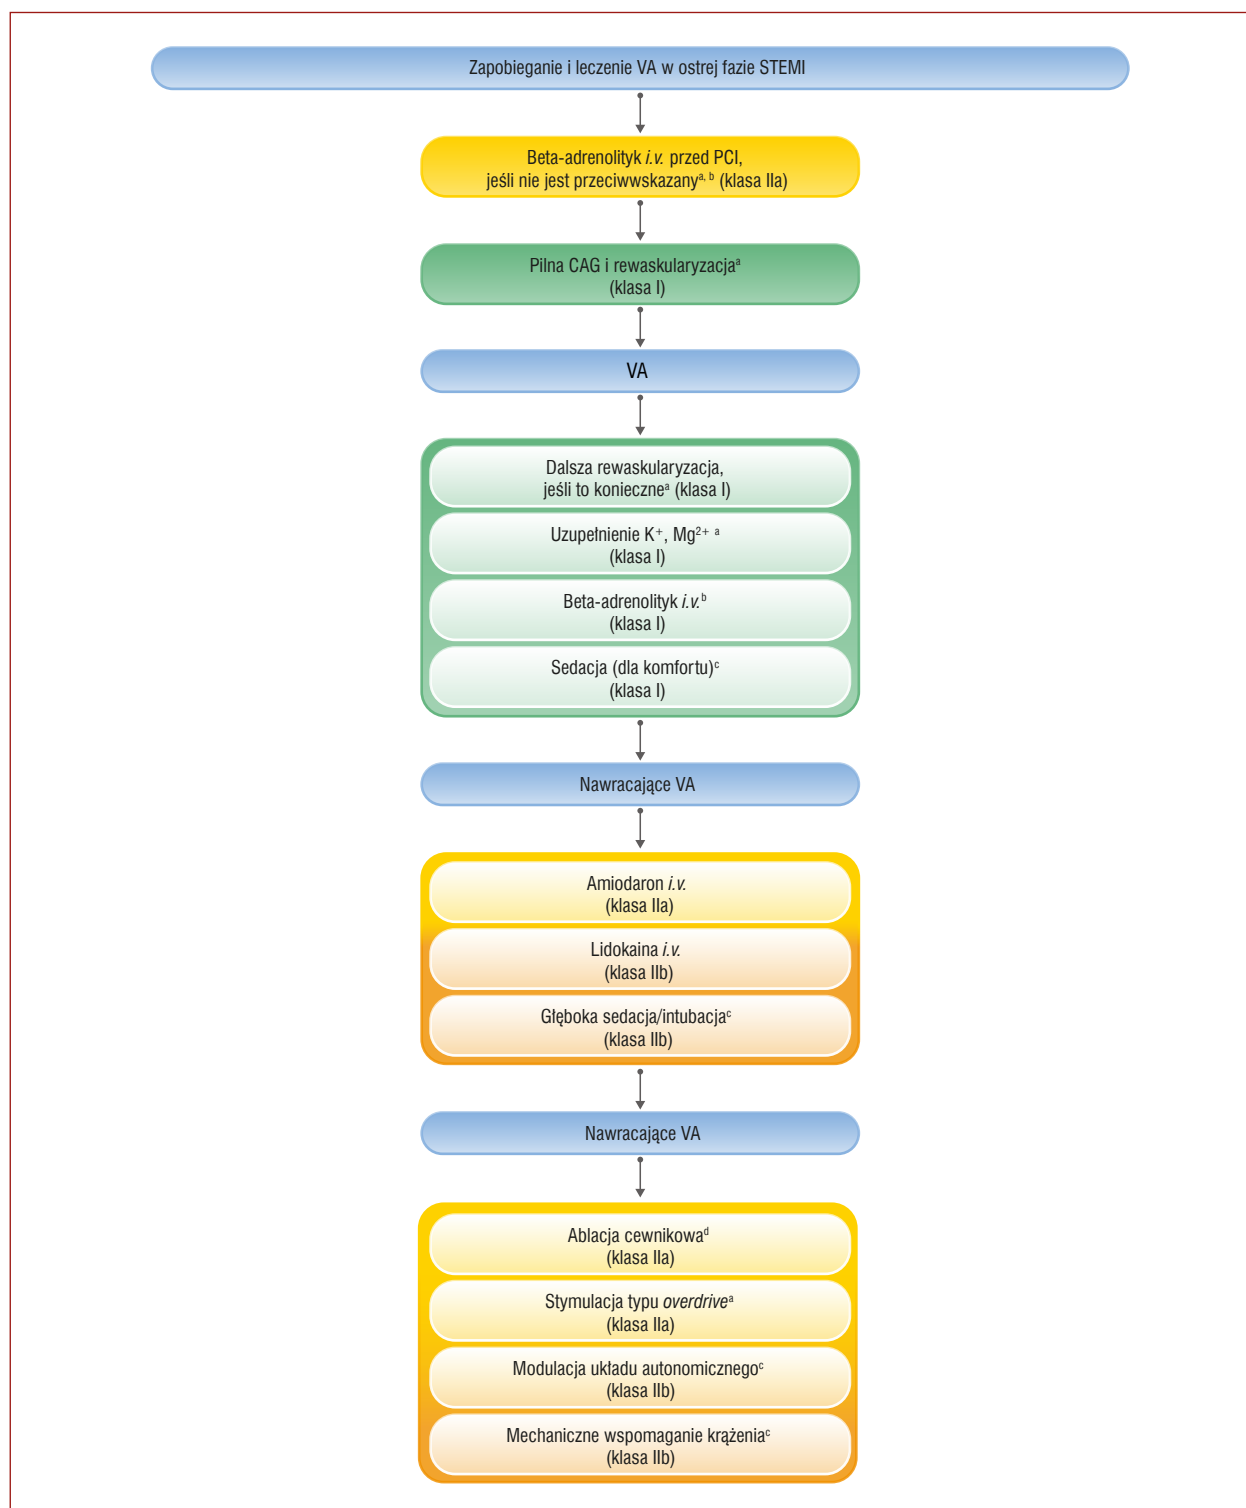 Zapobieganie i leczenie VA w ostrej fazie STEMI
Beta-adrenolityk i.v. przed PCI,
jeśli nie jest przeciwwskazanyᵃ, ᵇ (klasa IIa)
Pilna CAG i rewaskularyzacjaᵃ
(klasa I)
VA
Dalsza rewaskularyzacja,
jeśli to konieczneᵃ (klasa I)
Uzupełnienie K⁺, Mg²⁺ ᵃ
(klasa I)
Beta-adrenolityk i.v.ᵇ
(klasa I)
Sedacja (dla komfortu)ᶜ
(klasa I)
Nawracające VA
Amiodaron i.v.
(klasa IIa)
Lidokaina i.v.
(klasa IIb)
Głęboka sedacja/intubacjaᶜ
(klasa IIb)
Nawracające VA
Ablacja cewnikowaᵈ
(klasa IIa)
Stymulacja typu overdriveᵃ
(klasa IIa)
Modulacja układu autonomicznegoᶜ
(klasa IIb)
Mechaniczne wspomaganie krążeniaᶜ
(klasa IIb)